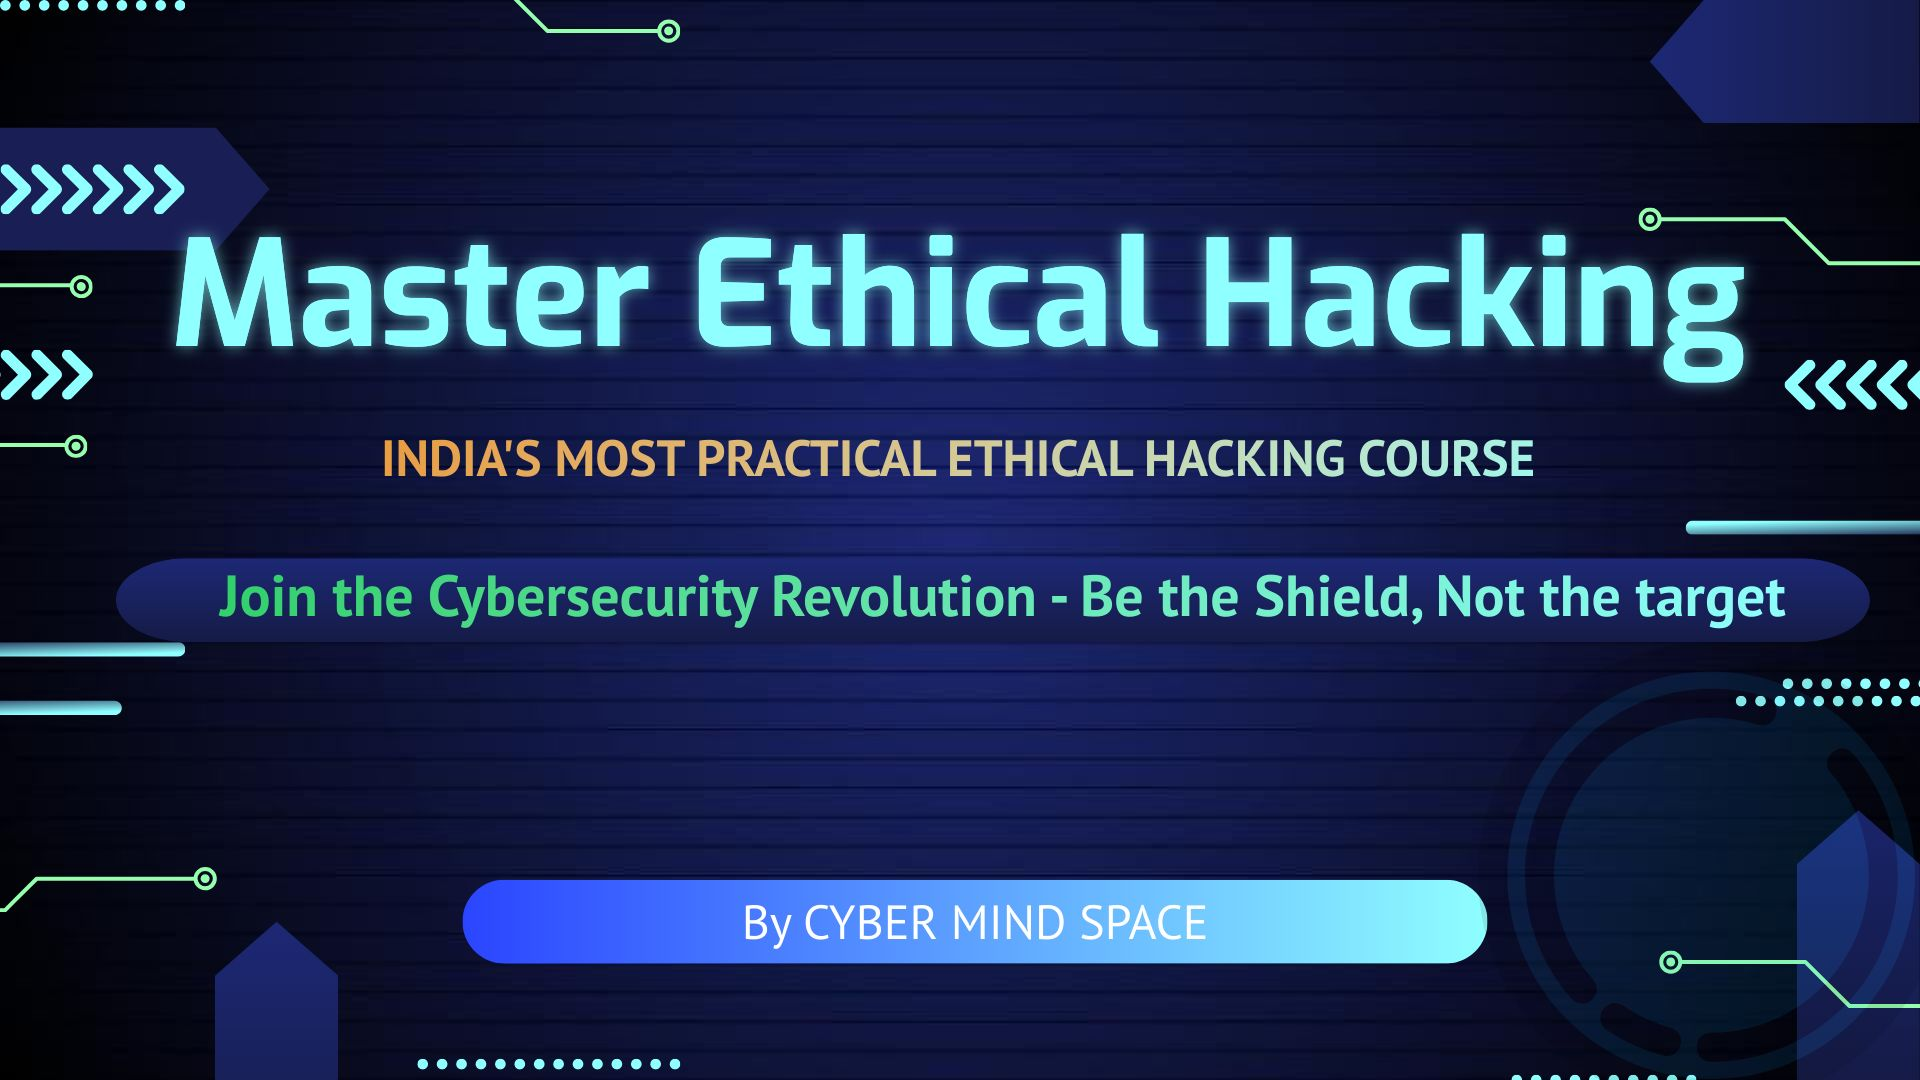 Master Ethical Hacking
INDIA'S MOST PRACTICAL ETHICAL HACKING COURSE
Join the Cybersecurity Revolution - Be the Shield, Not the target
By CYBER MIND SPACE